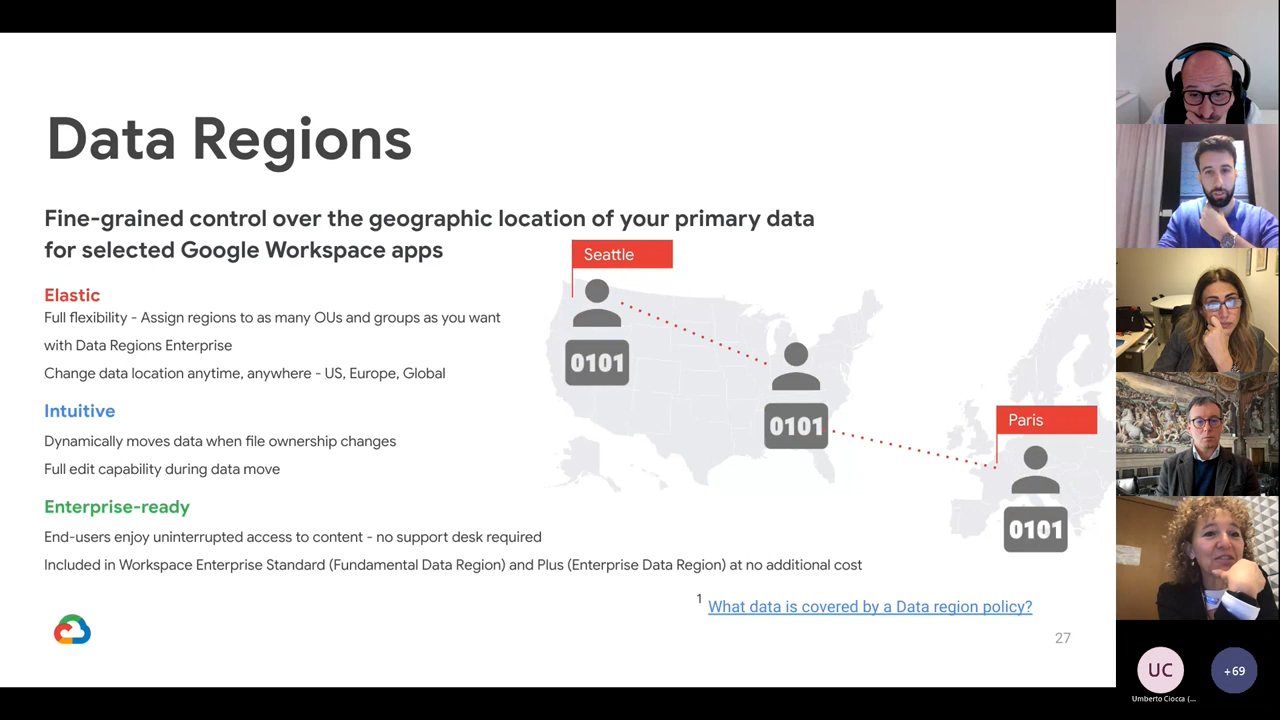 Data Regions
Fine-grained control over the geographic location of your primary data
for selected Google Workspace apps
Seattle
Elastic
Full flexibility - Assign regions to as many OUs and groups as you want
with Data Regions Enterprise
Change data location anytime, anywhere - US, Europe, Global
0101
Intuitive
Dynamically moves data when file ownership changes
Full edit capability during data move
0101
Paris
Enterprise-ready
End-users enjoy uninterrupted access to content - no support desk required
0101
Included in Workspace Enterprise Standard (Fundamental Data Region) and Plus (Enterprise Data Region) at no additional cost
1 What data is covered by a Data region policy?
27
UC
+69
Umberto Ciocca (...